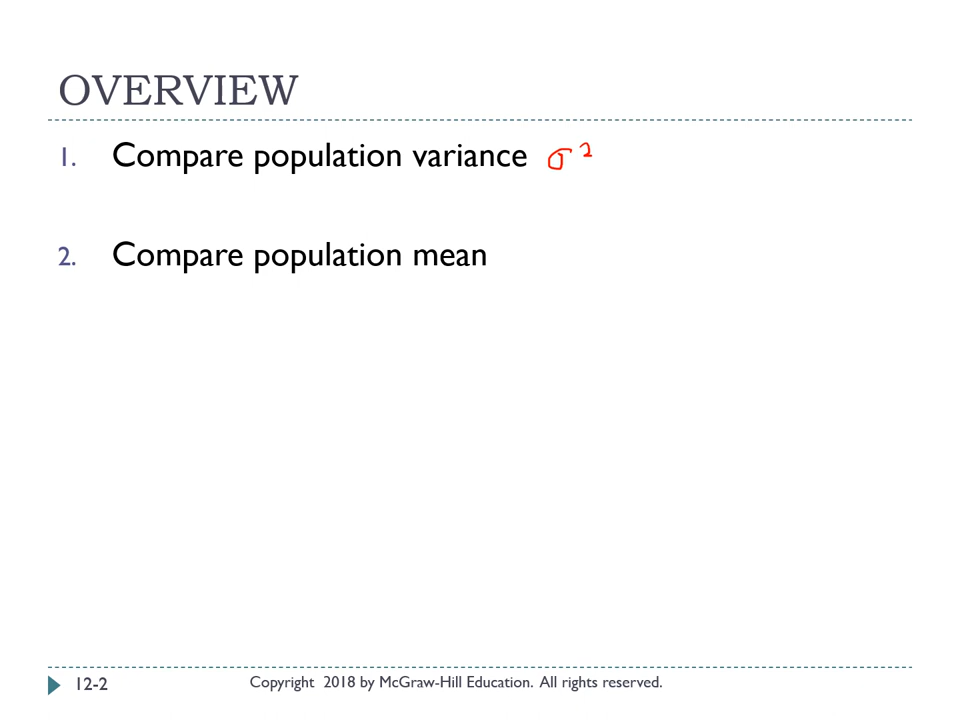 OVERVIEW
1. Compare population variance σ²
2. Compare population mean
12-2 Copyright 2018 by McGraw-Hill Education. All rights reserved.